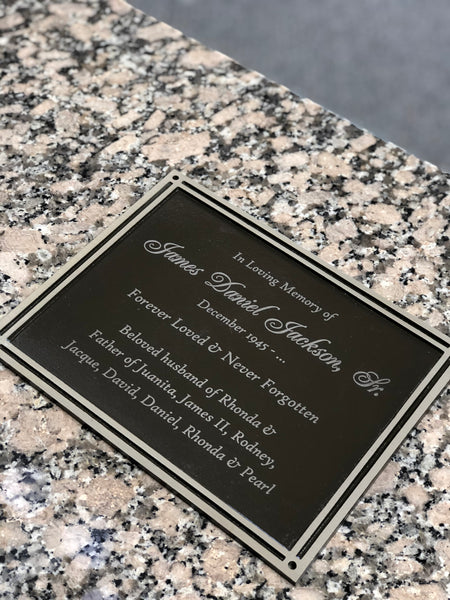 In Loving Memory of
James Daniel Jackson, Sr.
December 1945 - ...
Forever Loved & Never Forgotten
Beloved husband of Rhonda &
Father of Juanita, James II, Rodney,
Jacque, David, Daniel, Rhonda & Pearl